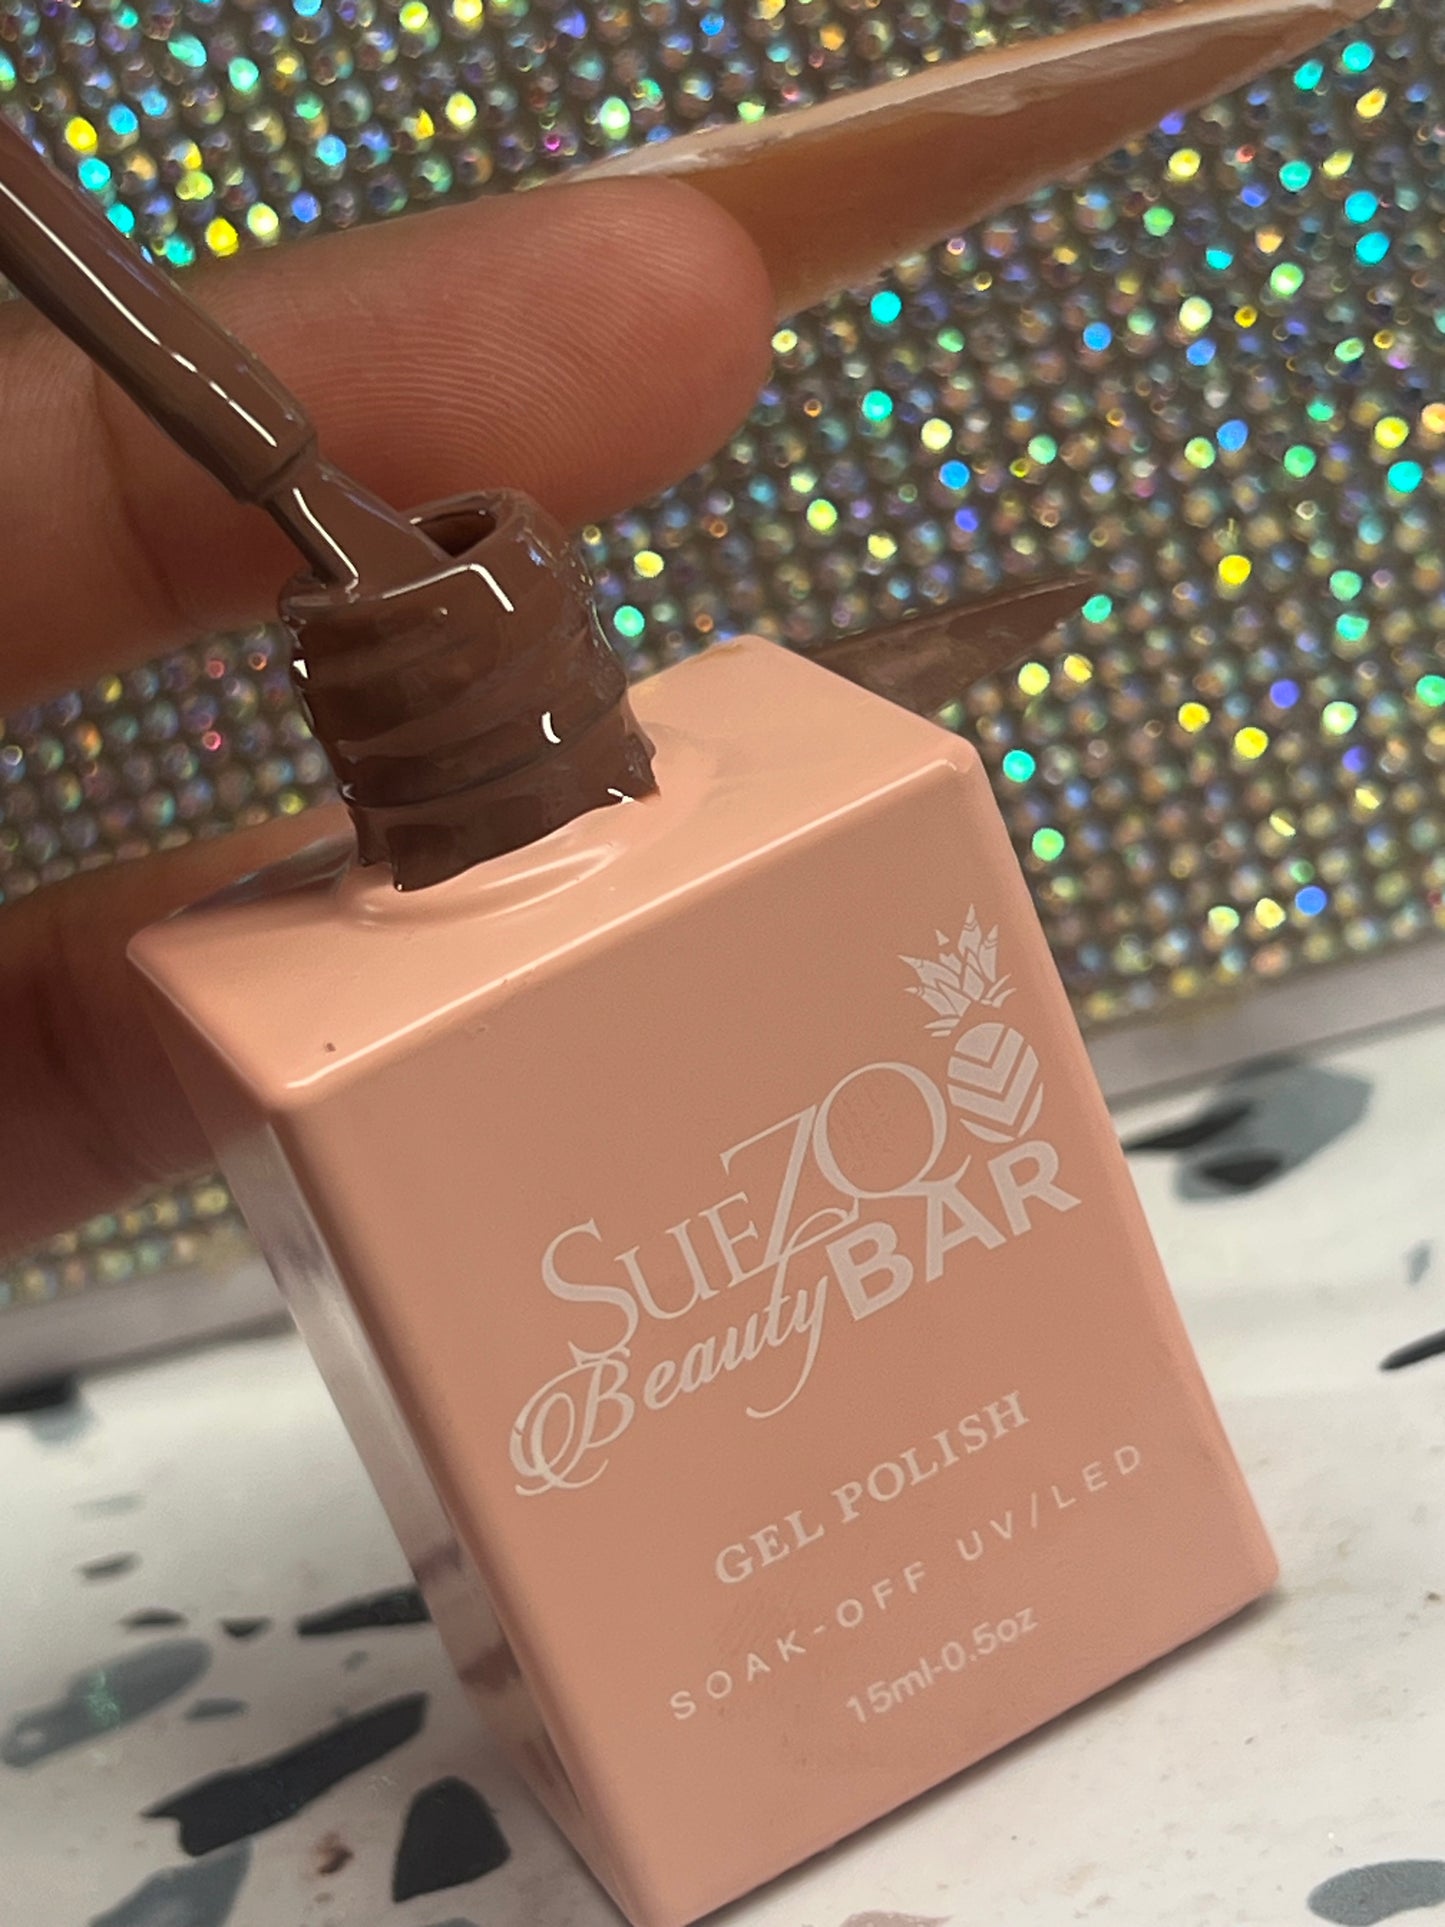 SUEZO
Beauty BAR
GEL POLISH
SOAK-OFF UV/LED
15ml-0.5oz